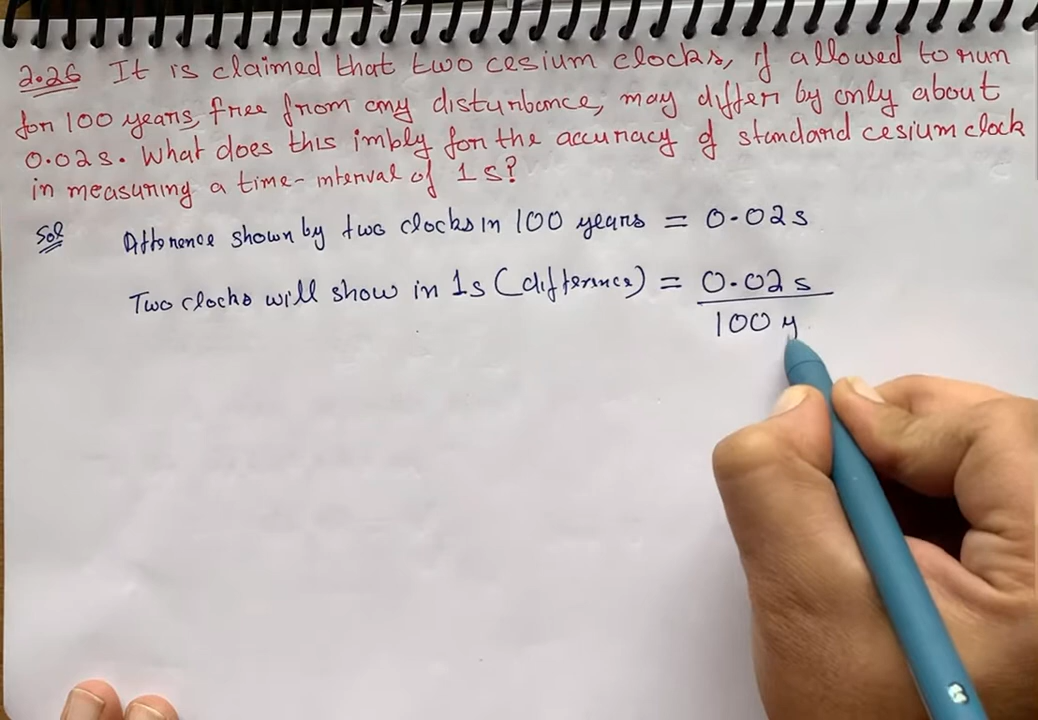 2.26 It is claimed that two cesium clocks, if allowed to run
for 100 years, free from any disturbance, may differ by only about
0.02 s. What does this imbly for the accuracy of standard cesium clock
in measuring a time-interval of 1 s?
Sol Difference shown by two clocks in 100 years = 0.02 s
Two clocks will show in 1s (difference) = 0.02 s
100 y